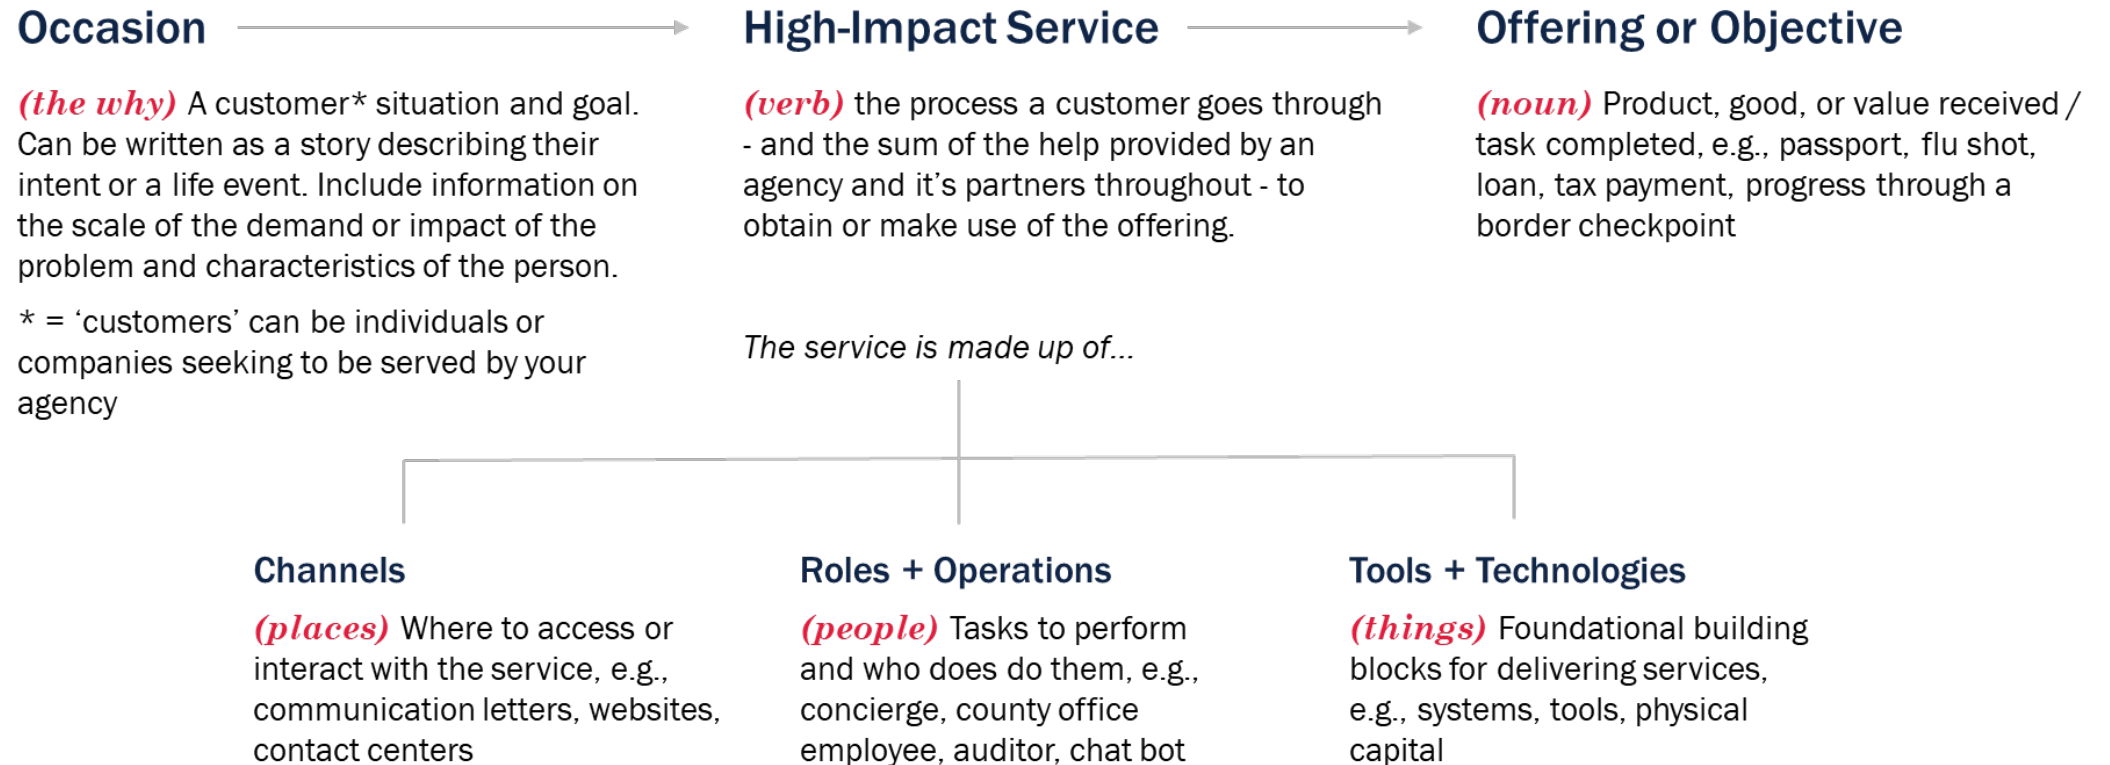 Occasion
(the why) A customer* situation and goal.
Can be written as a story describing their
intent or a life event. Include information on
the scale of the demand or impact of the
problem and characteristics of the person.
* = ‘customers’ can be individuals or
companies seeking to be served by your
agency
High-Impact Service
(verb) the process a customer goes through
- and the sum of the help provided by an
agency and it’s partners throughout - to
obtain or make use of the offering.
The service is made up of...
Offering or Objective
(noun) Product, good, or value received /
task completed, e.g., passport, flu shot,
loan, tax payment, progress through a
border checkpoint
Channels
(places) Where to access or
interact with the service, e.g.,
communication letters, websites,
contact centers
Roles + Operations
(people) Tasks to perform
and who does do them, e.g.,
concierge, county office
employee, auditor, chat bot
Tools + Technologies
(things) Foundational building
blocks for delivering services,
e.g., systems, tools, physical
capital